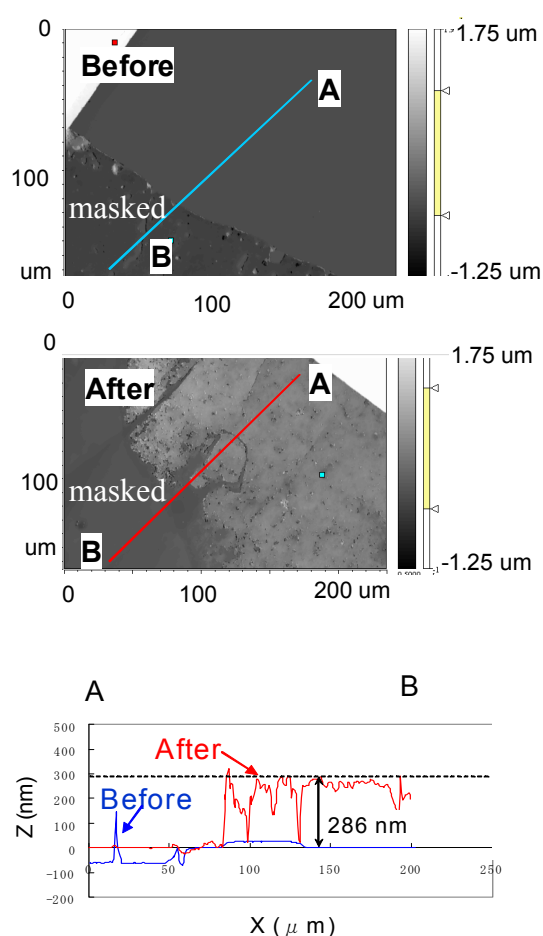 0
1.75 um
Before
A
100
masked
B
um
-1.25 um
0
100
200 um
0
1.75 um
After
A
100
masked
um
B
-1.25 um
0
100
200 um
A
B
500
400
After
300
Before
200
100
286 nm
0
-100
-200
0
50
100
150
200
250
Z (nm)
X ( μ m)